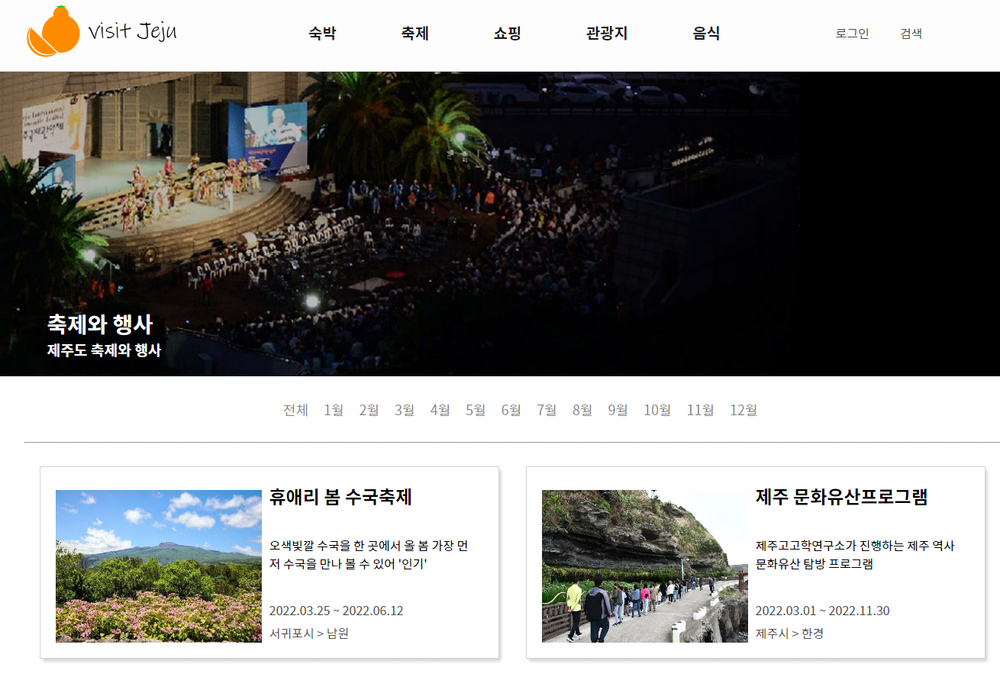 visit Jeju
숙박 축제 쇼핑 관광지 음식 로그인 검색
축제와 행사
제주도 축제와 행사
전체 1월 2월 3월 4월 5월 6월 7월 8월 9월 10월 11월 12월
휴애리 봄 수국축제
오색빛깔 수국을 한 곳에서 올 봄 가장 먼
저 수국을 만나 볼 수 있어 '인기'
2022.03.25 ~ 2022.06.12
서귀포시 > 남원
제주 문화유산프로그램
제주고고학연구소가 진행하는 제주 역사
문화유산 탐방 프로그램
2022.03.01 ~ 2022.11.30
제주시 > 한경